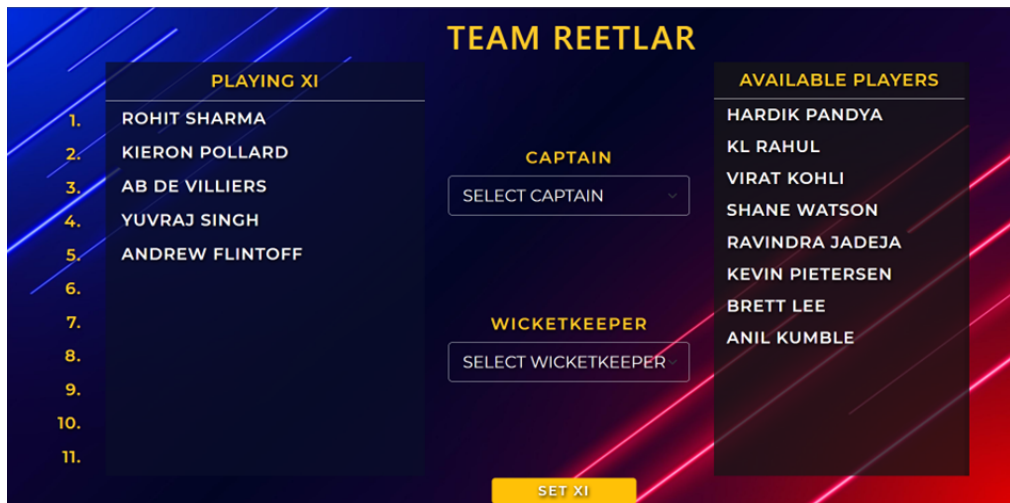 TEAM REETLAR
PLAYING XI
1. ROHIT SHARMA
2. KIERON POLLARD
3. AB DE VILLIERS
4. YUVRAJ SINGH
5. ANDREW FLINTOFF
6.
7.
8.
9.
10.
11.
CAPTAIN
SELECT CAPTAIN
WICKETKEEPER
SELECT WICKETKEEPER
SET XI
AVAILABLE PLAYERS
HARDIK PANDYA
KL RAHUL
VIRAT KOHLI
SHANE WATSON
RAVINDRA JADEJA
KEVIN PIETERSEN
BRETT LEE
ANIL KUMBLE